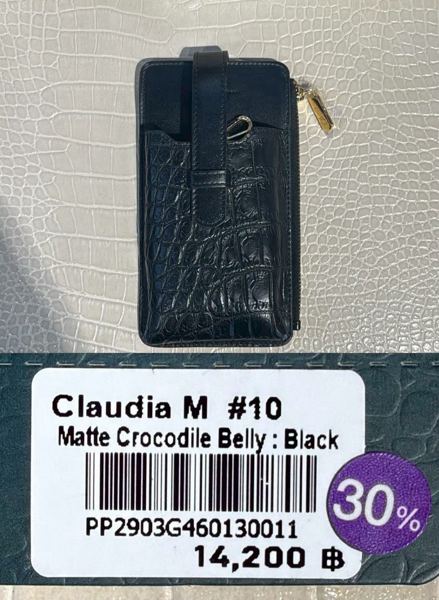 Claudia M #10
Matte Crocodile Belly : Black
PP2903G460130011
14,200 ฿
30%